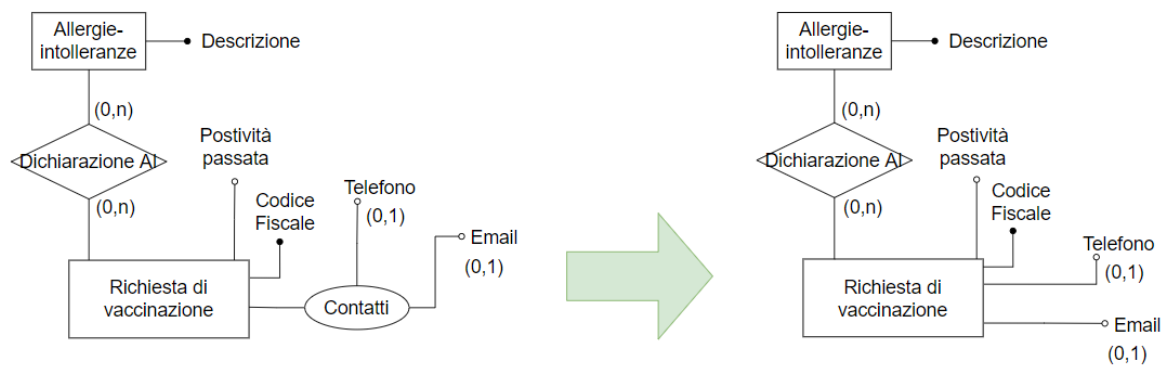 Allergie-
intolleranze
Descrizione
(0,n)
Dichiarazione AI
(0,n)
Postività
passata
Codice
Fiscale
Telefono
(0,1)
Email
(0,1)
Richiesta di
vaccinazione
Contatti
Allergie-
intolleranze
Descrizione
(0,n)
Dichiarazione AI
(0,n)
Postività
passata
Codice
Fiscale
Telefono
(0,1)
Richiesta di
vaccinazione
Email
(0,1)